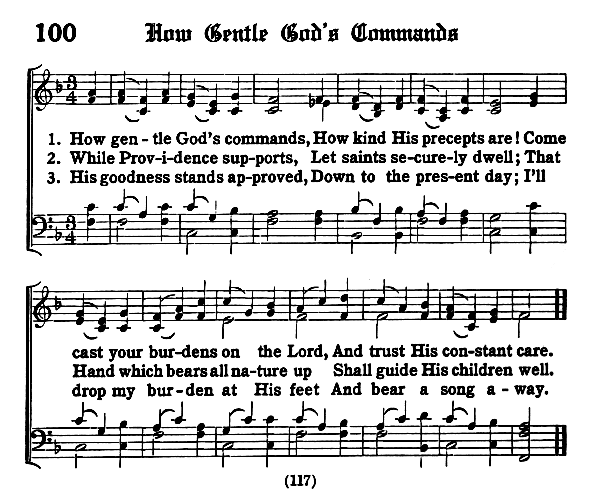 100 How Gentle God's Commands
3
4
1. How gen - tle God's commands, How kind His precepts are! Come
2. While Prov - i - dence sup - ports, Let saints se - cure - ly dwell; That
3. His goodness stands ap - proved, Down to the pres - ent day; I'll
3
4
cast your bur - dens on the Lord, And trust His con - stant care.
Hand which bears all na - ture up Shall guide His children well.
drop my bur - den at His feet And bear a song a - way.
(117)